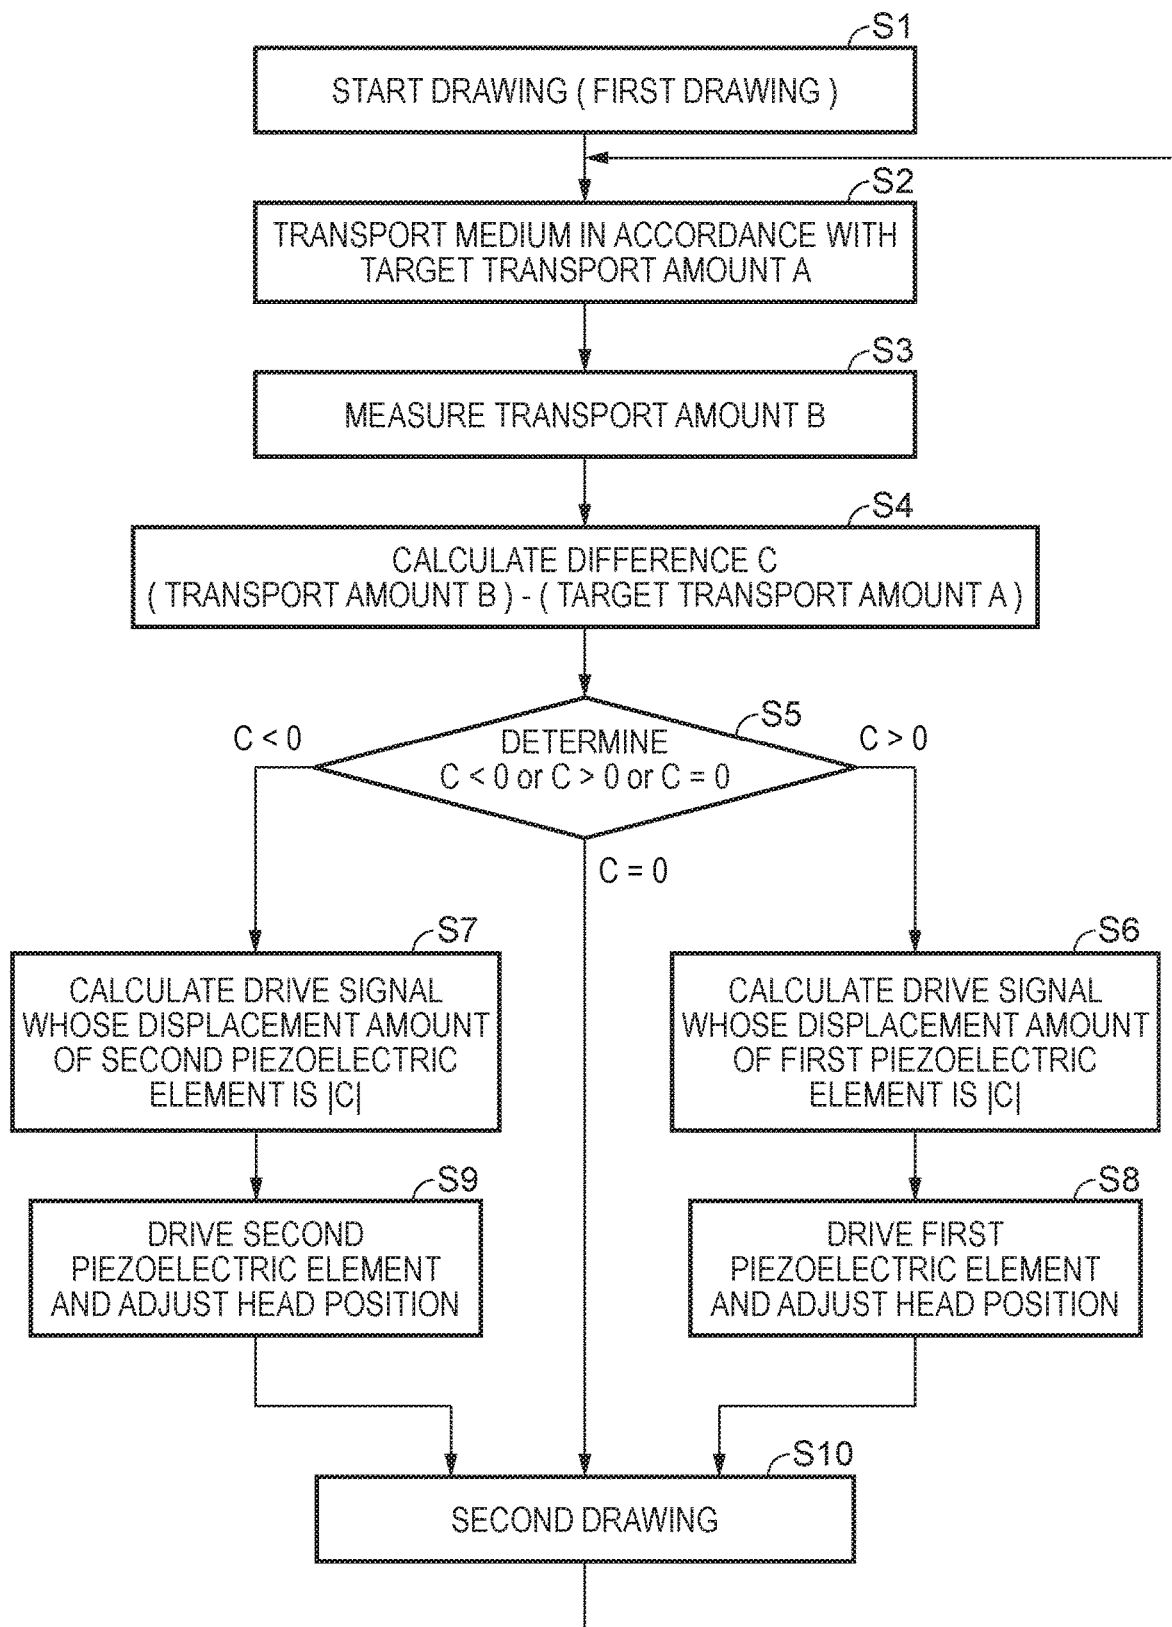 S1
START DRAWING ( FIRST DRAWING )
S2
TRANSPORT MEDIUM IN ACCORDANCE WITH
TARGET TRANSPORT AMOUNT A
S3
MEASURE TRANSPORT AMOUNT B
S4
CALCULATE DIFFERENCE C
( TRANSPORT AMOUNT B ) - ( TARGET TRANSPORT AMOUNT A )
S5
C < 0
DETERMINE
C < 0 or C > 0 or C = 0
C > 0
C = 0
S7
CALCULATE DRIVE SIGNAL
WHOSE DISPLACEMENT AMOUNT
OF SECOND PIEZOELECTRIC
ELEMENT IS |C|
S6
CALCULATE DRIVE SIGNAL
WHOSE DISPLACEMENT AMOUNT
OF FIRST PIEZOELECTRIC
ELEMENT IS |C|
S9
DRIVE SECOND
PIEZOELECTRIC ELEMENT
AND ADJUST HEAD POSITION
S8
DRIVE FIRST
PIEZOELECTRIC ELEMENT
AND ADJUST HEAD POSITION
S10
SECOND DRAWING